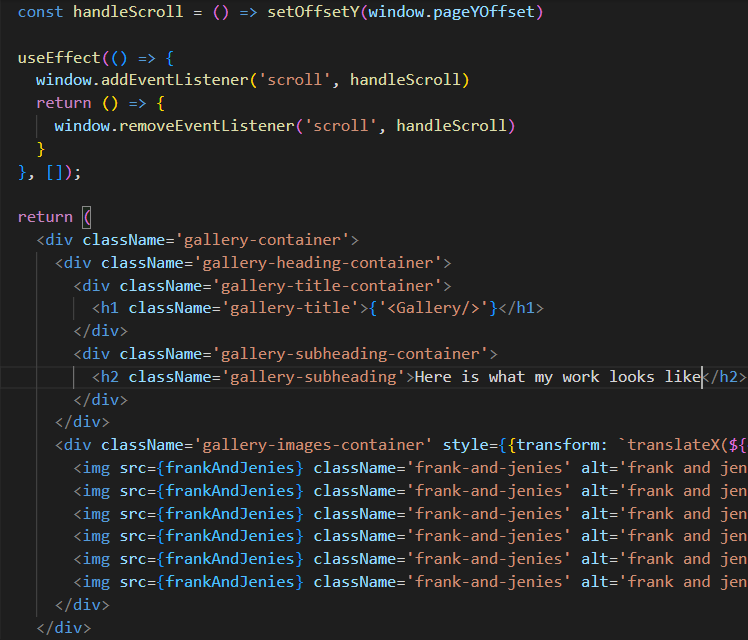 const handleScroll = () => setOffsetY(window.pageYOffset)
useEffect(() => {
window.addEventListener('scroll', handleScroll)
return () => {
window.removeEventListener('scroll', handleScroll)
}
}, []);
return (
<div className='gallery-container'>
<div className='gallery-heading-container'>
<div className='gallery-title-container'>
<h1 className='gallery-title'>{'<Gallery/>'}</h1>
</div>
<div className='gallery-subheading-container'>
<h2 className='gallery-subheading'>Here is what my work looks like</h2>
</div>
</div>
<div className='gallery-images-container' style={{transform: `translateX(${
<img src={frankAndJenies} className='frank-and-jenies' alt='frank and jen
<img src={frankAndJenies} className='frank-and-jenies' alt='frank and jen
<img src={frankAndJenies} className='frank-and-jenies' alt='frank and jen
<img src={frankAndJenies} className='frank-and-jenies' alt='frank and jen
<img src={frankAndJenies} className='frank-and-jenies' alt='frank and jen
<img src={frankAndJenies} className='frank-and-jenies' alt='frank and jen
</div>
</div>